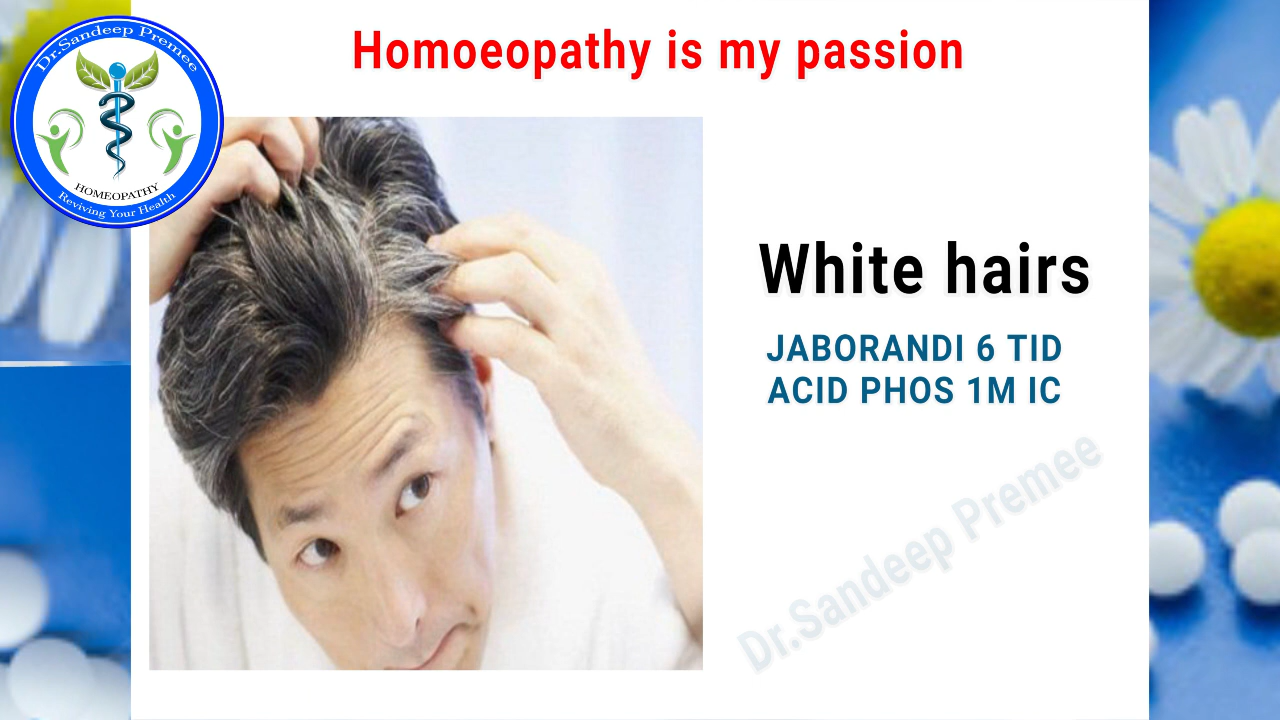 Dr.Sandeep Premee
HOMEOPATHY
Reviving Your Health
Homoeopathy is my passion
White hairs
JABORANDI 6 TID
ACID PHOS 1M IC
Dr.Sandeep Premee